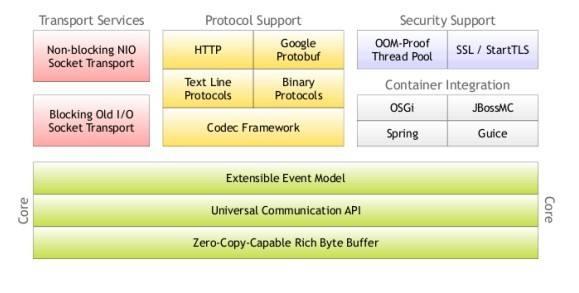 Transport Services
Non-blocking NIO
Socket Transport
Blocking Old I/O
Socket Transport
Protocol Support
HTTP
Google
Protobuf
Text Line
Protocols
Binary
Protocols
Codec Framework
Security Support
OOM-Proof
Thread Pool
SSL / StartTLS
Container Integration
OSGi
JBossMC
Spring
Guice
Core
Extensible Event Model
Universal Communication API
Zero-Copy-Capable Rich Byte Buffer
Core